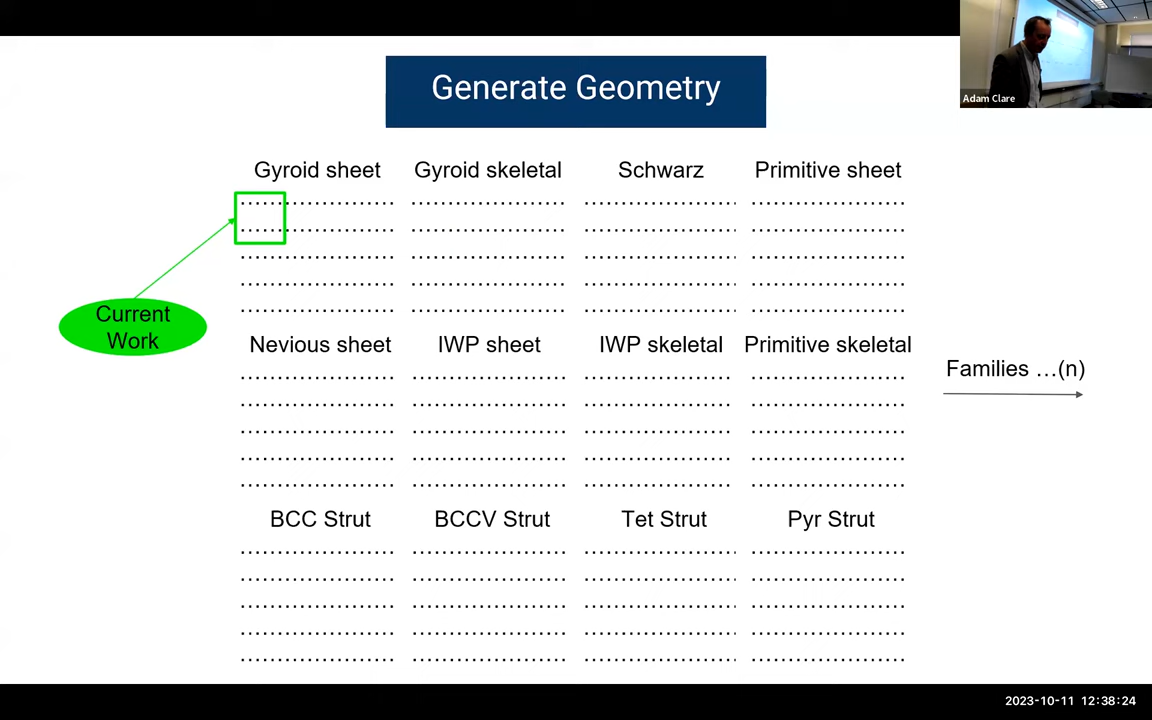 Adam Clare
Generate Geometry
Gyroid sheet Gyroid skeletal Schwarz Primitive sheet
........................ ........................ ........................ ........................
........................ ........................ ........................ ........................
........................ ........................ ........................ ........................
........................ ........................ ........................ ........................
........................ ........................ ........................ ........................
Current
Work
Nevious sheet IWP sheet IWP skeletal Primitive skeletal
Families …(n)
........................ ........................ ........................ ........................
........................ ........................ ........................ ........................
........................ ........................ ........................ ........................
........................ ........................ ........................ ........................
........................ ........................ ........................ ........................
BCC Strut BCCV Strut Tet Strut Pyr Strut
........................ ........................ ........................ ........................
........................ ........................ ........................ ........................
........................ ........................ ........................ ........................
........................ ........................ ........................ ........................
........................ ........................ ........................ ........................
2023-10-11 12:38:24